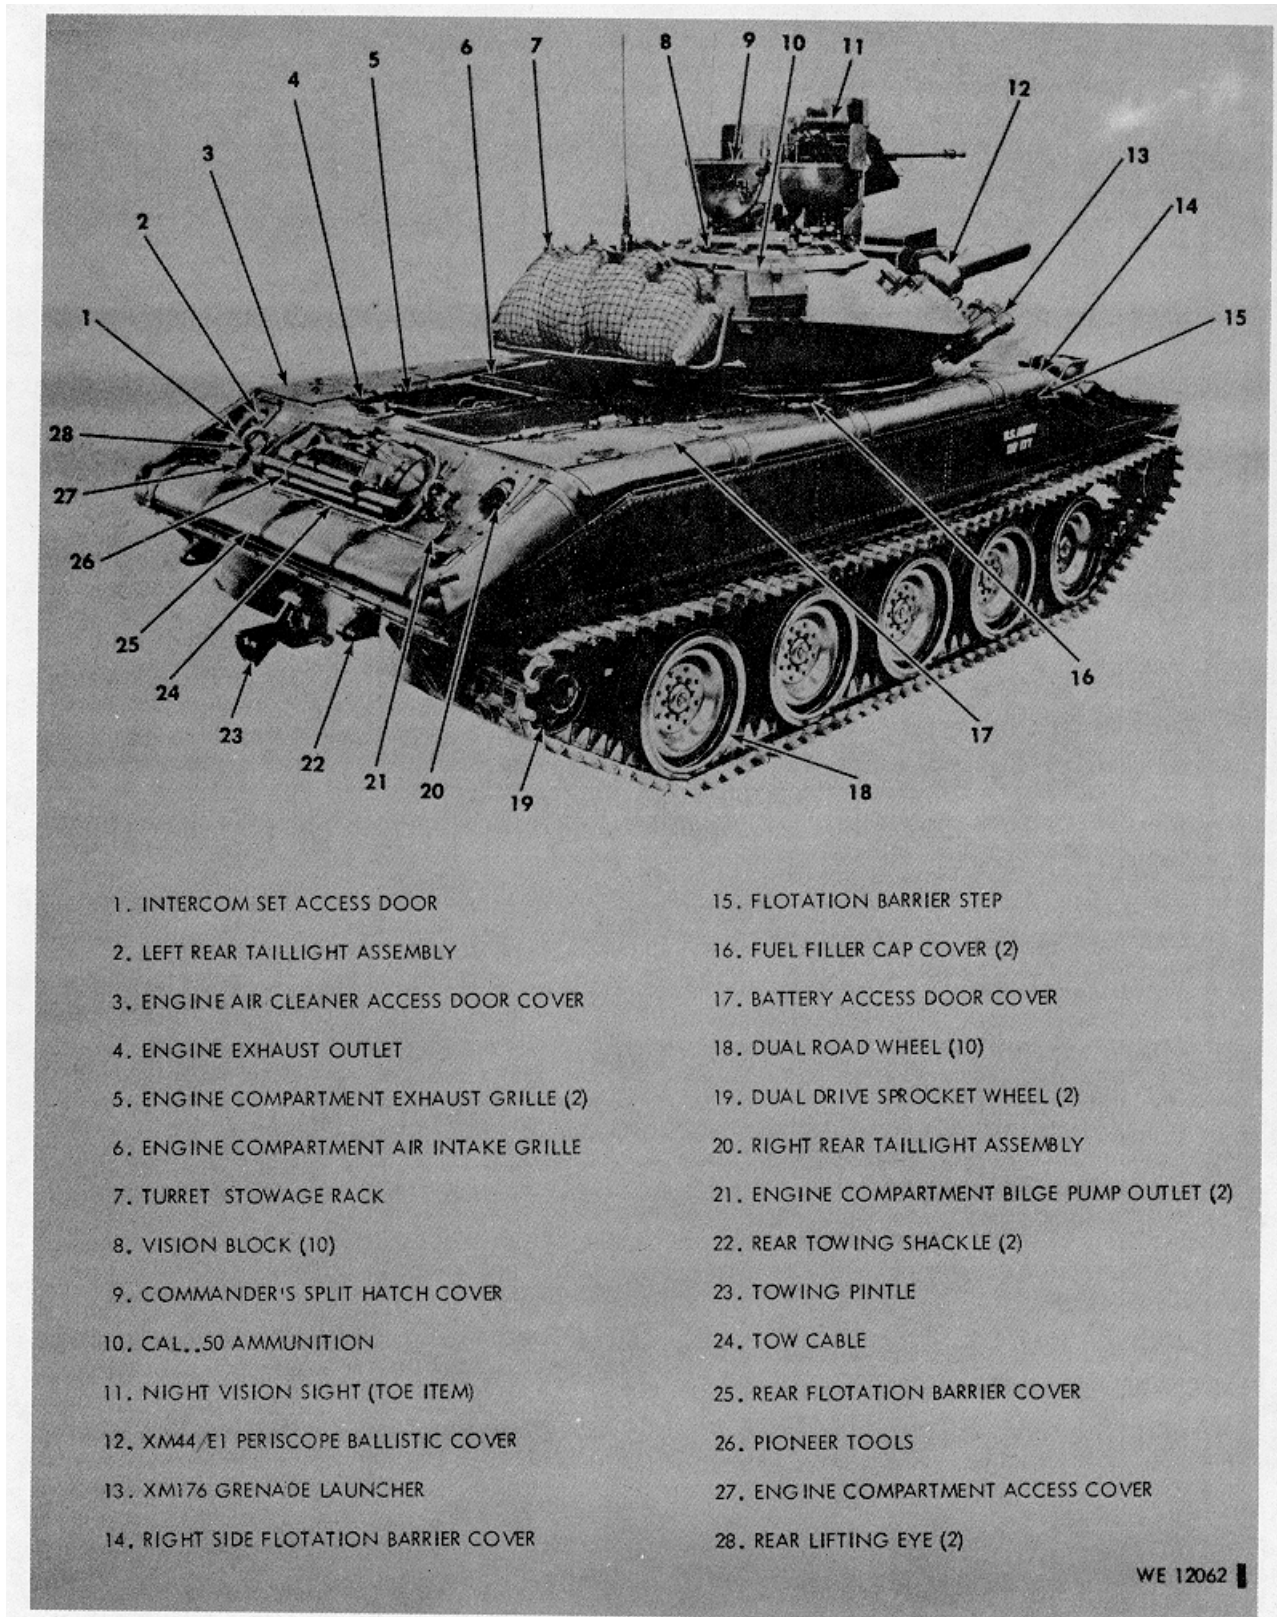 6 7 8 9 10 11
5
4 12
3 13
2 14
1 15
28
27
26
25
24 16
23 22 17
21 20 19 18
U.S. ARMY
1. INTERCOM SET ACCESS DOOR
2. LEFT REAR TAILLIGHT ASSEMBLY
3. ENGINE AIR CLEANER ACCESS DOOR COVER
4. ENGINE EXHAUST OUTLET
5. ENGINE COMPARTMENT EXHAUST GRILLE (2)
6. ENGINE COMPARTMENT AIR INTAKE GRILLE
7. TURRET STOWAGE RACK
8. VISION BLOCK (10)
9. COMMANDER'S SPLIT HATCH COVER
10. CAL..50 AMMUNITION
11. NIGHT VISION SIGHT (TOE ITEM)
12. XM44/E1 PERISCOPE BALLISTIC COVER
13. XM176 GRENADE LAUNCHER
14. RIGHT SIDE FLOTATION BARRIER COVER
15. FLOTATION BARRIER STEP
16. FUEL FILLER CAP COVER (2)
17. BATTERY ACCESS DOOR COVER
18. DUAL ROAD WHEEL (10)
19. DUAL DRIVE SPROCKET WHEEL (2)
20. RIGHT REAR TAILLIGHT ASSEMBLY
21. ENGINE COMPARTMENT BILGE PUMP OUTLET (2)
22. REAR TOWING SHACKLE (2)
23. TOWING PINTLE
24. TOW CABLE
25. REAR FLOTATION BARRIER COVER
26. PIONEER TOOLS
27. ENGINE COMPARTMENT ACCESS COVER
28. REAR LIFTING EYE (2)
WE 12062